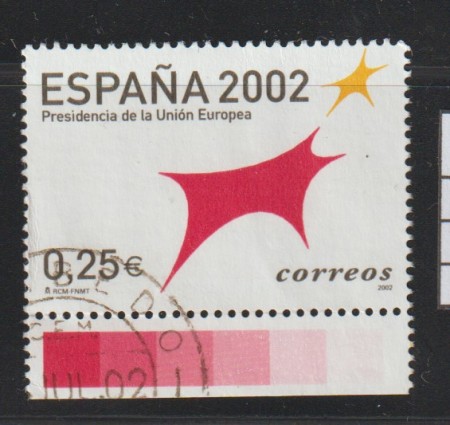 ESPAÑA 2002
Presidencia de la Unión Europea
0,25€
RCM-FNMT
correos
2002
JUL.02